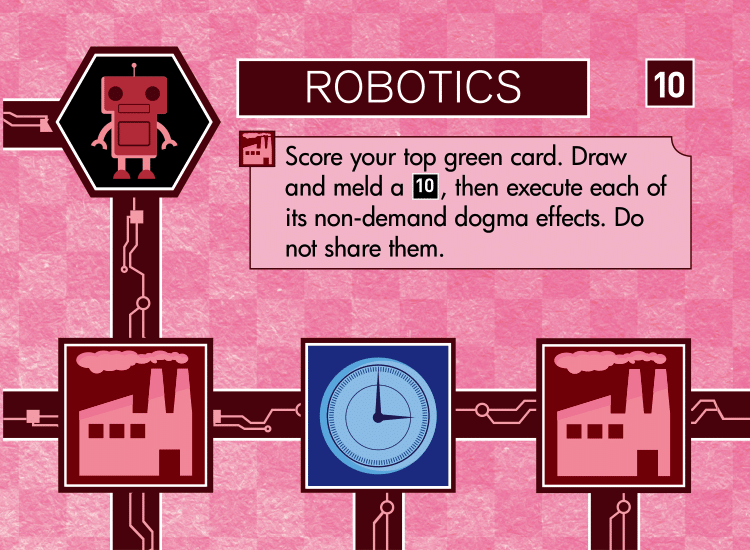 ROBOTICS 10
Score your top green card. Draw
and meld a 10, then execute each of
its non-demand dogma effects. Do
not share them.